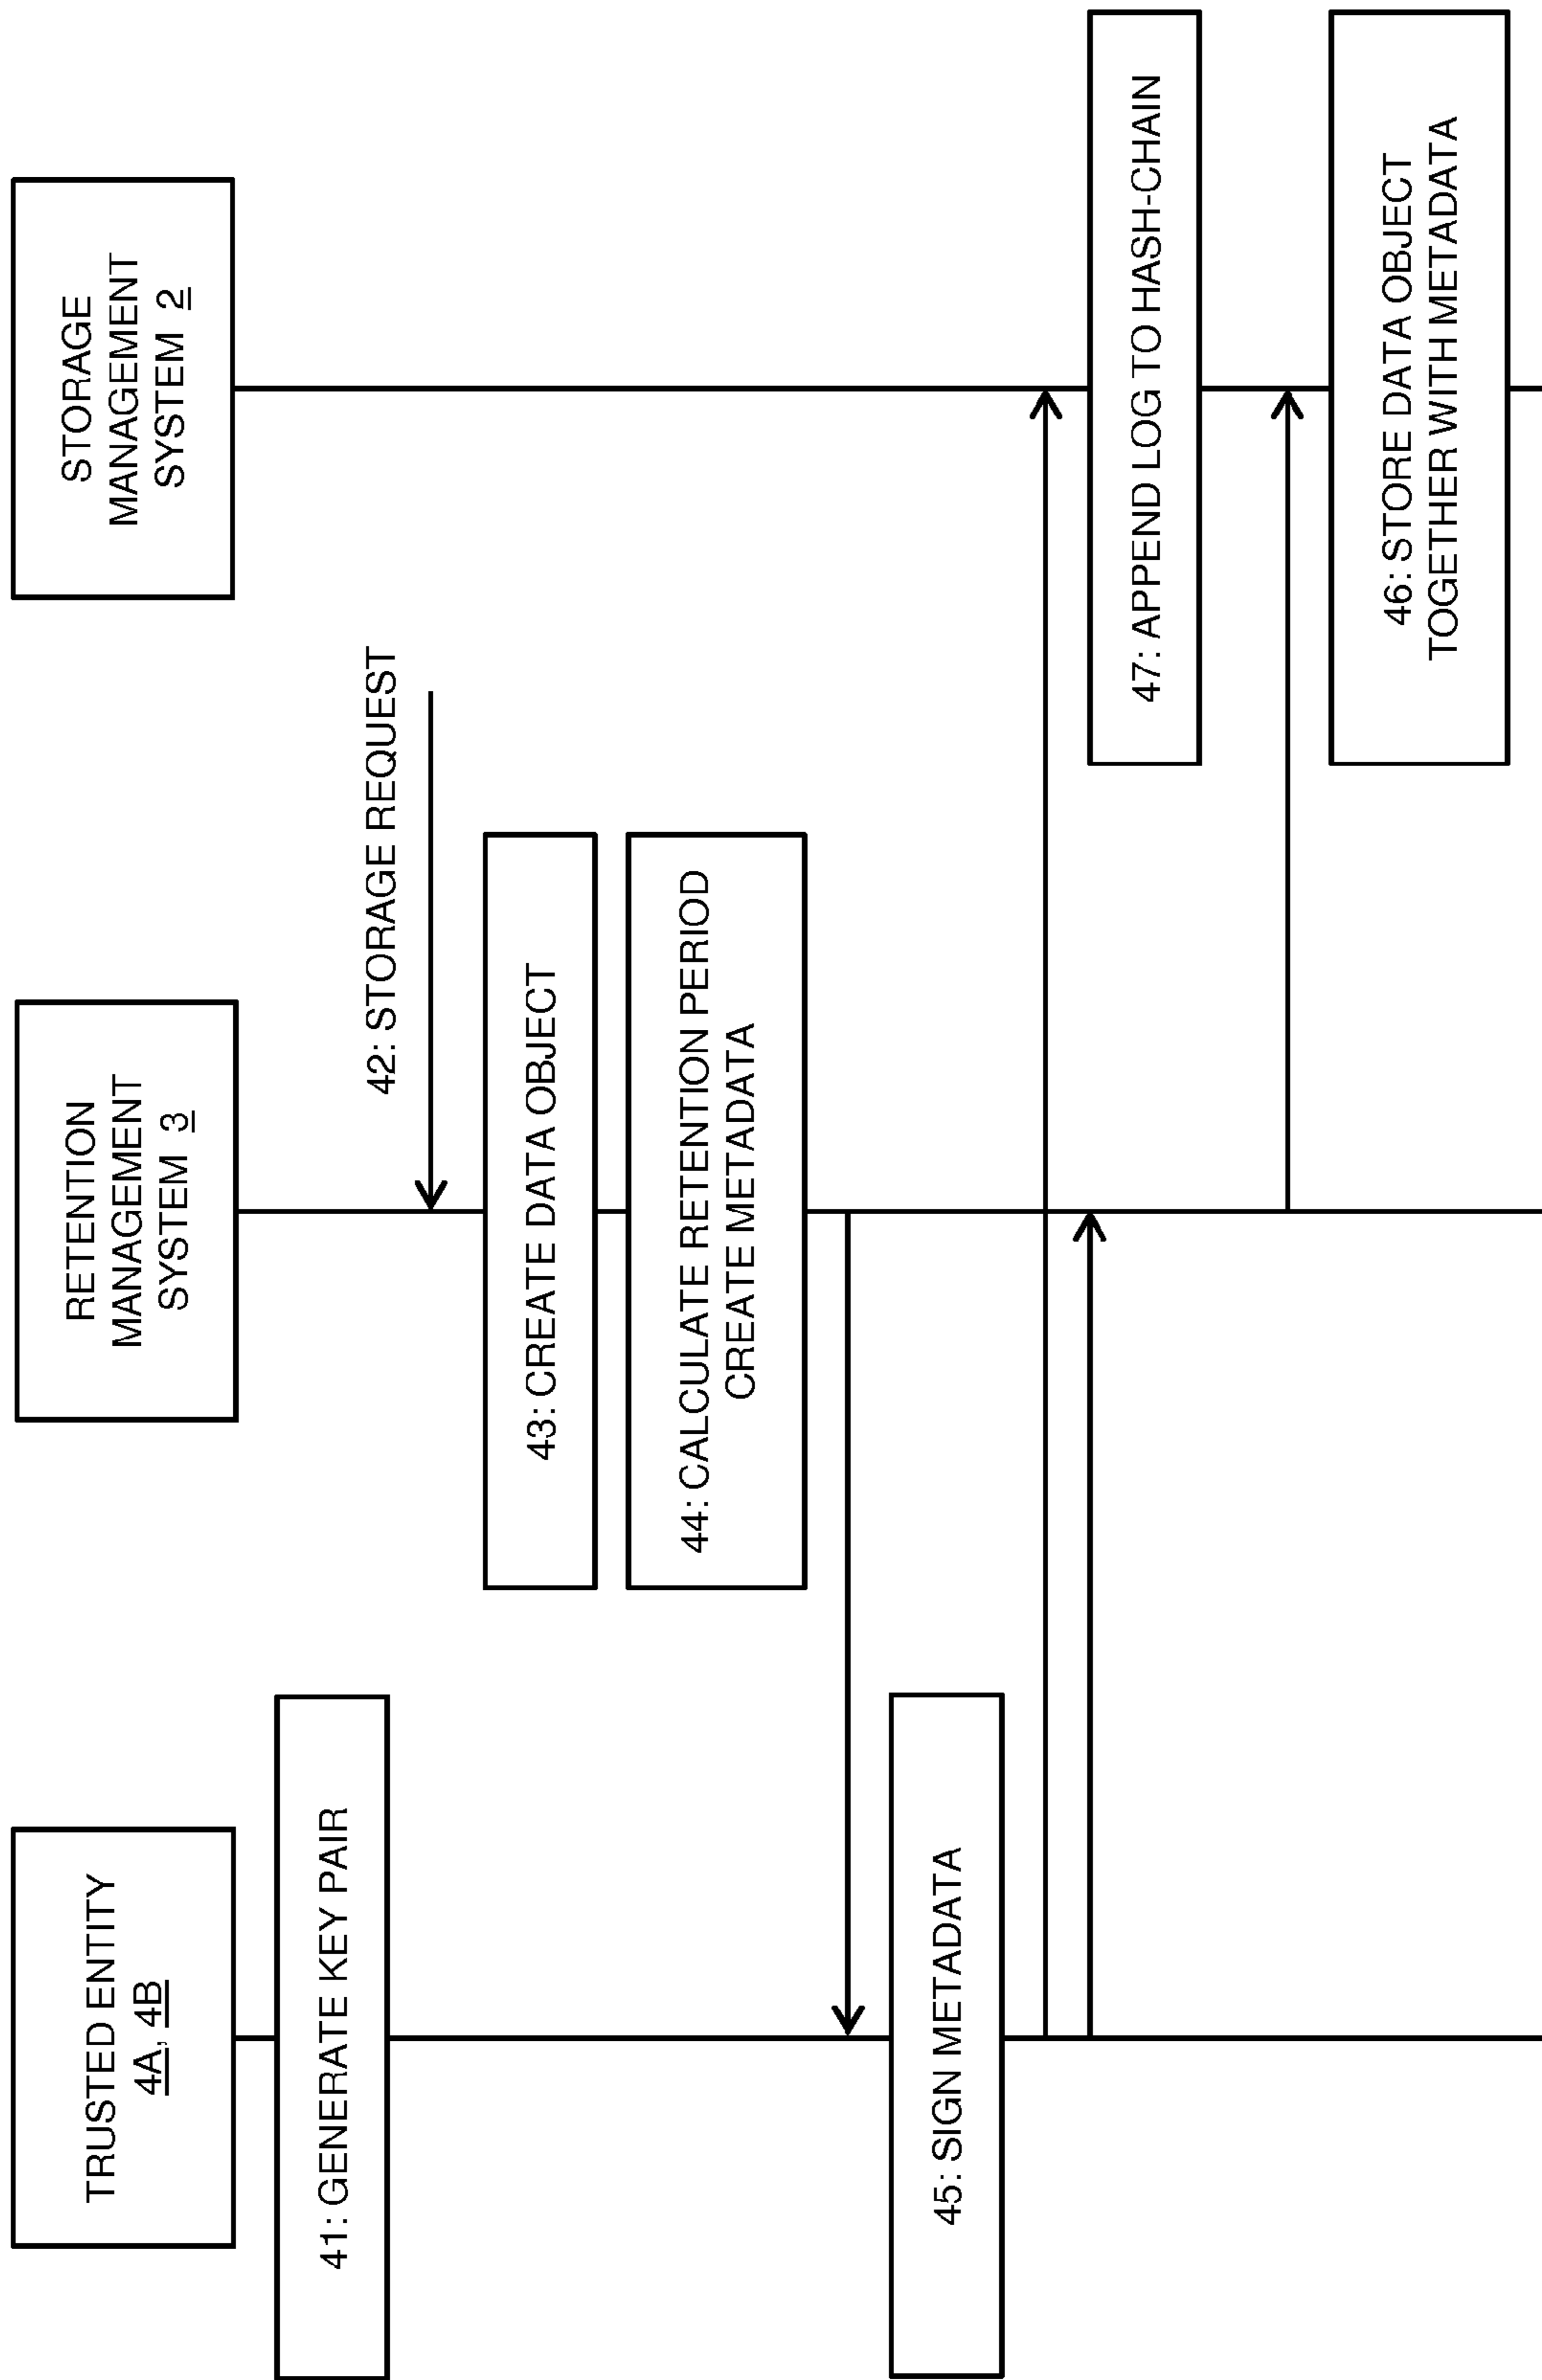 TRUSTED ENTITY
4A, 4B
RETENTION
MANAGEMENT
SYSTEM 3
STORAGE
MANAGEMENT
SYSTEM 2
41: GENERATE KEY PAIR
42: STORAGE REQUEST
43: CREATE DATA OBJECT
44: CALCULATE RETENTION PERIOD
CREATE METADATA
45: SIGN METADATA
47: APPEND LOG TO HASH-CHAIN
46: STORE DATA OBJECT
TOGETHER WITH METADATA